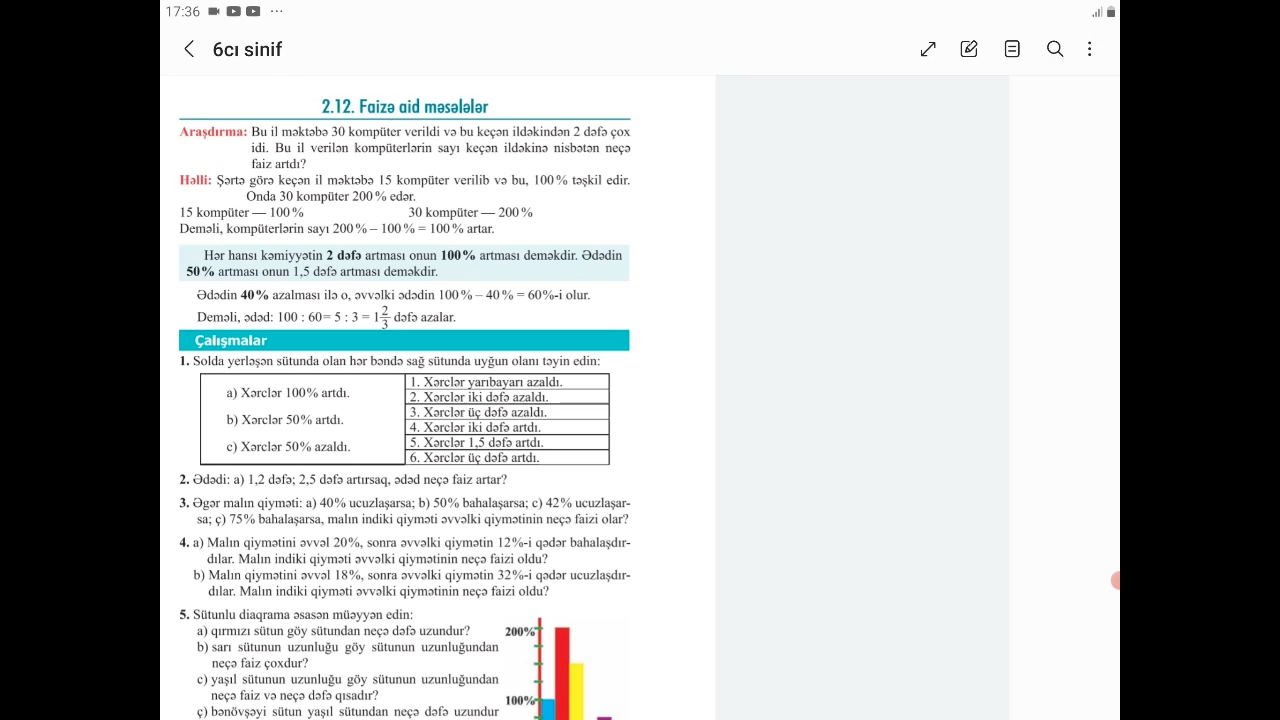 17:36
6cı sinif
2.12. Faizə aid məsələlər
Araşdırma: Bu il məktəbə 30 kompüter verildi və bu keçən ildəkindən 2 dəfə çox
idi. Bu il verilən kompüterlərin sayı keçən ildəkinə nisbətən neçə
faiz artdı?
Həlli: Şərtə görə keçən il məktəbə 15 kompüter verilib və bu, 100 % təşkil edir.
Onda 30 kompüter 200 % edər.
15 kompüter — 100 % 30 kompüter — 200 %
Deməli, kompüterlərin sayı 200 % – 100 % = 100 % artar.
Hər hansı kəmiyyətin 2 dəfə artması onun 100 % artması deməkdir. Ədədin
50 % artması onun 1,5 dəfə artması deməkdir.
Ədədin 40 % azalması ilə o, əvvəlki ədədin 100 % – 40 % = 60%-i olur.
Deməli, ədəd: 100 : 60= 5 : 3 = 1 2/3 dəfə azalar.
Çalışmalar
1. Solda yerləşən sütunda olan hər bəndə sağ sütunda uyğun olanı təyin edin:
a) Xərclər 100% artdı.
b) Xərclər 50% artdı.
c) Xərclər 50% azaldı.
1. Xərclər yarıbayarı azaldı.
2. Xərclər iki dəfə azaldı.
3. Xərclər üç dəfə azaldı.
4. Xərclər iki dəfə artdı.
5. Xərclər 1,5 dəfə artdı.
6. Xərclər üç dəfə artdı.
2. Ədədi: a) 1,2 dəfə; 2,5 dəfə artırsaq, ədəd neçə faiz artar?
3. Əgər malın qiyməti: a) 40% ucuzlaşarsa; b) 50% bahalaşarsa; c) 42% ucuzlaşar-
sa; ç) 75% bahalaşarsa, malın indiki qiyməti əvvəlki qiymətinin neçə faizi olar?
4. a) Malın qiymətini əvvəl 20%, sonra əvvəlki qiymətin 12%-i qədər bahalaşdır-
dılar. Malın indiki qiyməti əvvəlki qiymətinin neçə faizi oldu?
b) Malın qiymətini əvvəl 18%, sonra əvvəlki qiymətin 32%-i qədər ucuzlaşdır-
dılar. Malın indiki qiyməti əvvəlki qiymətinin neçə faizi oldu?
5. Sütunlu diaqrama əsasən müəyyən edin:
a) qırmızı sütun göy sütundan neçə dəfə uzundur?
b) sarı sütunun uzunluğu göy sütunun uzunluğundan
neçə faiz çoxdur?
c) yaşıl sütunun uzunluğu göy sütunun uzunluğundan
neçə faiz və neçə dəfə qısadır?
ç) bənövşəyi sütun yaşıl sütundan neçə dəfə uzundur
200%
100%